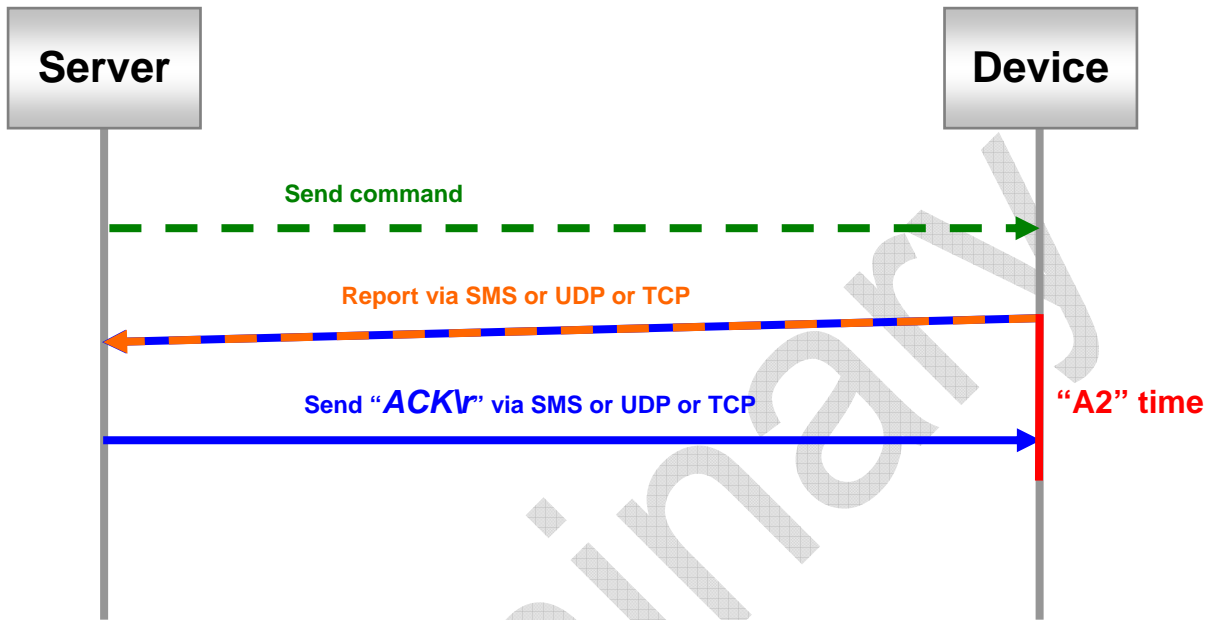 Server
Device
Send command
Report via SMS or UDP or TCP
Send “ACK\r” via SMS or UDP or TCP
“A2” time
inary